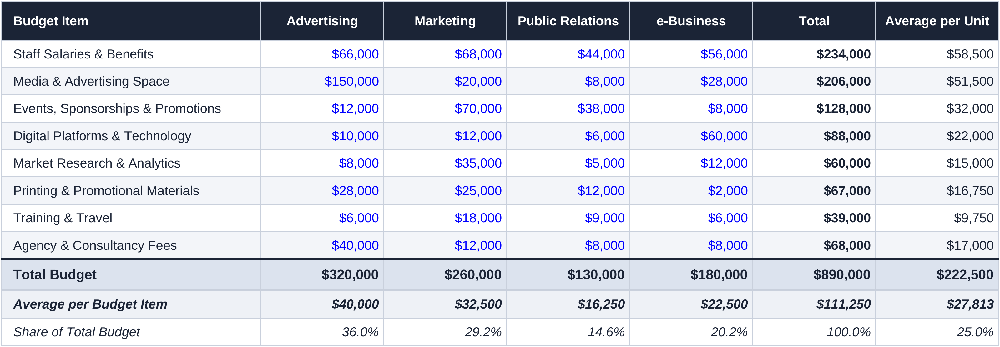 Budget Item Advertising Marketing Public Relations e-Business Total Average per Unit
Staff Salaries & Benefits $66,000 $68,000 $44,000 $56,000 $234,000 $58,500
Media & Advertising Space $150,000 $20,000 $8,000 $28,000 $206,000 $51,500
Events, Sponsorships & Promotions $12,000 $70,000 $38,000 $8,000 $128,000 $32,000
Digital Platforms & Technology $10,000 $12,000 $6,000 $60,000 $88,000 $22,000
Market Research & Analytics $8,000 $35,000 $5,000 $12,000 $60,000 $15,000
Printing & Promotional Materials $28,000 $25,000 $12,000 $2,000 $67,000 $16,750
Training & Travel $6,000 $18,000 $9,000 $6,000 $39,000 $9,750
Agency & Consultancy Fees $40,000 $12,000 $8,000 $8,000 $68,000 $17,000
Total Budget $320,000 $260,000 $130,000 $180,000 $890,000 $222,500
Average per Budget Item $40,000 $32,500 $16,250 $22,500 $111,250 $27,813
Share of Total Budget 36.0% 29.2% 14.6% 20.2% 100.0% 25.0%